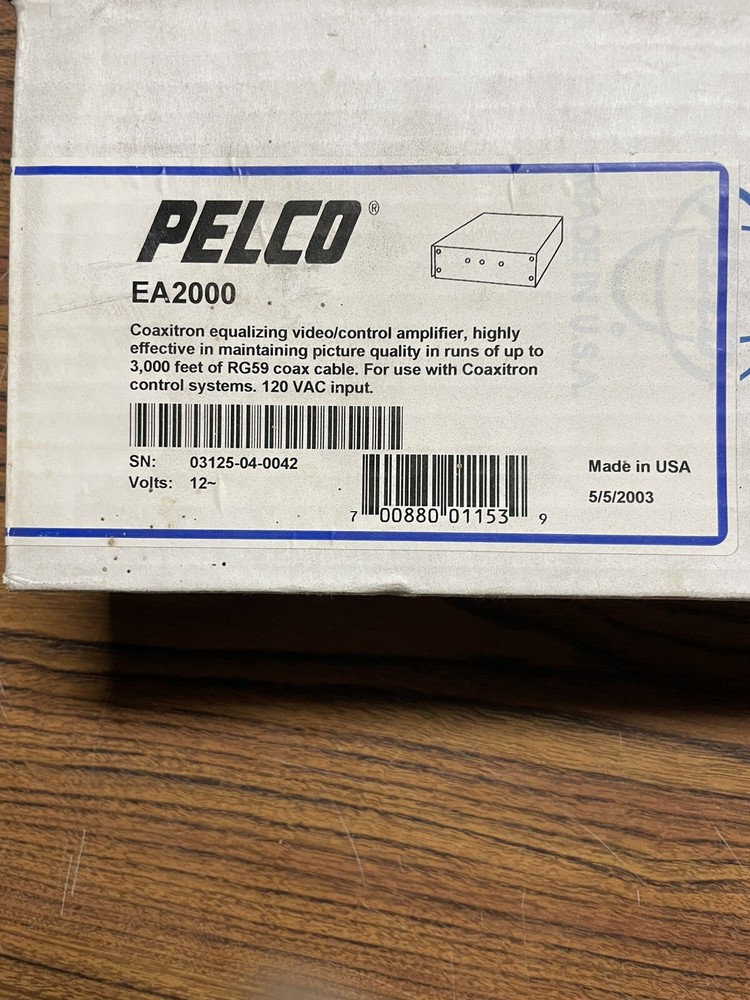 PELCO®
EA2000
Coaxitron equalizing video/control amplifier, highly
effective in maintaining picture quality in runs of up to
3,000 feet of RG59 coax cable. For use with Coaxitron
control systems. 120 VAC input.
SN: 03125-04-0042
Volts: 12~
7 00880 01153 9
Made in USA
5/5/2003
MADE IN U.S.A.